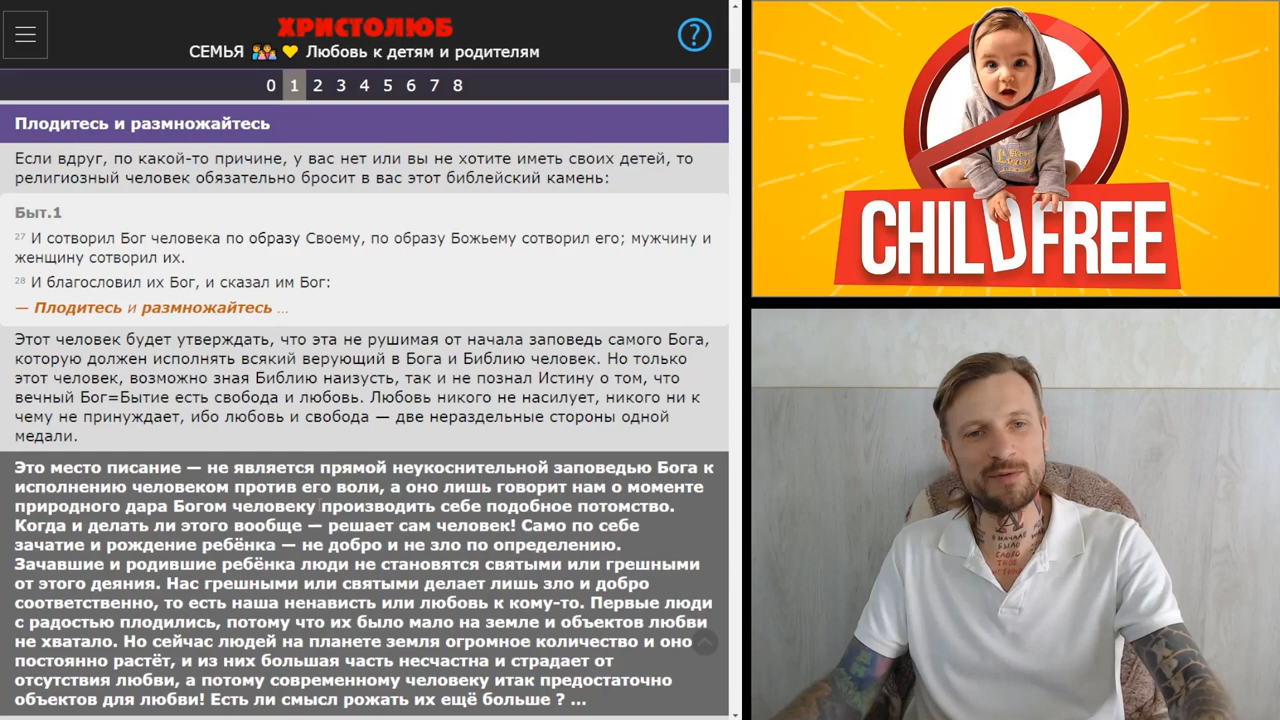 ХРИСТОЛЮБ
СЕМЬЯ 👨‍👩‍👧 💛 Любовь к детям и родителям
?
0 1 2 3 4 5 6 7 8
Плодитесь и размножайтесь
Если вдруг, по какой-то причине, у вас нет или вы не хотите иметь своих детей, то
религиозный человек обязательно бросит в вас этот библейский камень:
Быт.1
27 И сотворил Бог человека по образу Своему, по образу Божьему сотворил его; мужчину и
женщину сотворил их.
28 И благословил их Бог, и сказал им Бог:
— Плодитесь и размножайтесь ...
Этот человек будет утверждать, что эта не рушимая от начала заповедь самого Бога,
которую должен исполнять всякий верующий в Бога и Библию человек. Но только
этот человек, возможно зная Библию наизусть, так и не познал Истину о том, что
вечный Бог=Бытие есть свобода и любовь. Любовь никого не насилует, никого ни к
чему не принуждает, ибо любовь и свобода — две нераздельные стороны одной
медали.
Это место писание — не является прямой неукоснительной заповедью Бога к
исполнению человеком против его воли, а оно лишь говорит нам о моменте
природного дара Богом человеку производить себе подобное потомство.
Когда и делать ли этого вообще — решает сам человек! Само по себе
зачатие и рождение ребёнка — не добро и не зло по определению.
Зачавшие и родившие ребёнка люди не становятся святыми или грешными
от этого деяния. Нас грешными или святыми делает лишь зло и добро
соответственно, то есть наша ненависть или любовь к кому-то. Первые люди
с радостью плодились, потому что их было мало на земле и объектов любви
не хватало. Но сейчас людей на планете земля огромное количество и оно
постоянно растёт, и из них большая часть несчастна и страдает от
отсутствия любви, а потому современному человеку итак предостаточно
объектов для любви! Есть ли смысл рожать их ещё больше ? ...
CHILDFREE
В НАЧАЛЕ
БЫЛО
СЛОВО